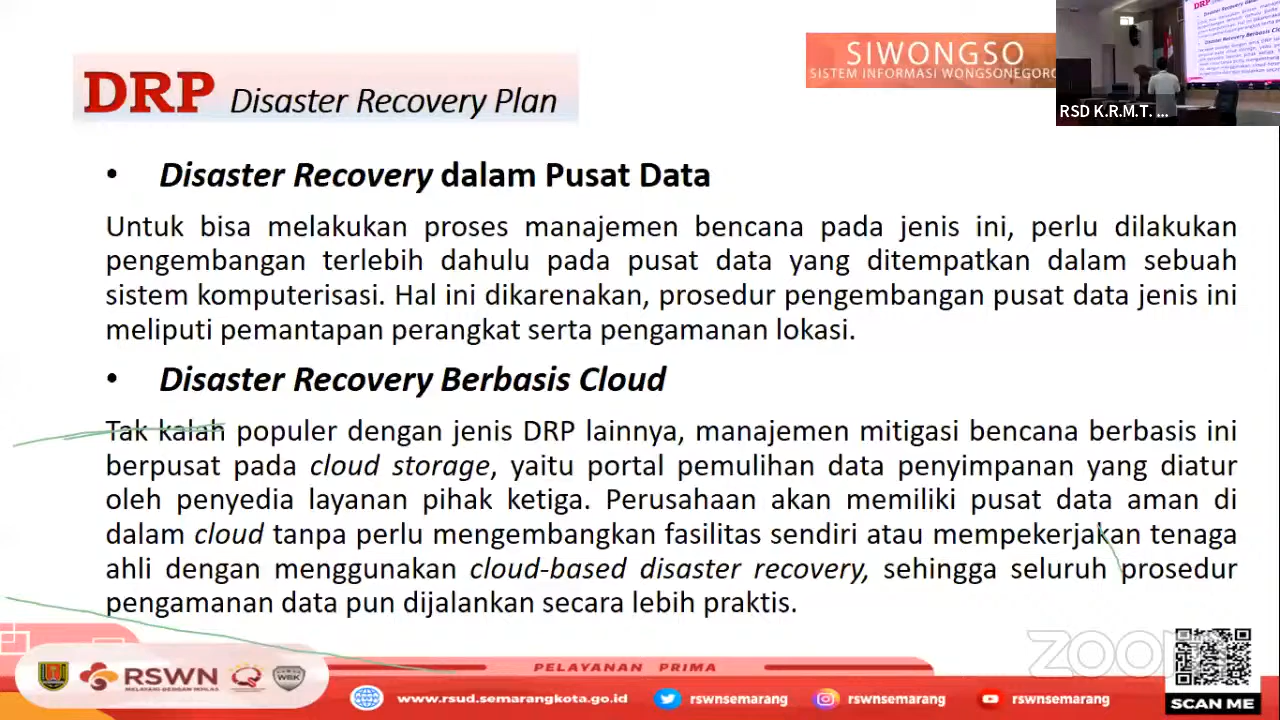 SIWONGSO
SISTEM INFORMASI WONGSONEGORO
RSD K.R.M.T. ...
DRP Disaster Recovery Plan
• Disaster Recovery dalam Pusat Data
Untuk bisa melakukan proses manajemen bencana pada jenis ini, perlu dilakukan
pengembangan terlebih dahulu pada pusat data yang ditempatkan dalam sebuah
sistem komputerisasi. Hal ini dikarenakan, prosedur pengembangan pusat data jenis ini
meliputi pemantapan perangkat serta pengamanan lokasi.
• Disaster Recovery Berbasis Cloud
Tak kalah populer dengan jenis DRP lainnya, manajemen mitigasi bencana berbasis ini
berpusat pada cloud storage, yaitu portal pemulihan data penyimpanan yang diatur
oleh penyedia layanan pihak ketiga. Perusahaan akan memiliki pusat data aman di
dalam cloud tanpa perlu mengembangkan fasilitas sendiri atau mempekerjakan tenaga
ahli dengan menggunakan cloud-based disaster recovery, sehingga seluruh prosedur
pengamanan data pun dijalankan secara lebih praktis.
zoom
PELAYANAN PRIMA
RSWN
MELAYANI DENGAN IKHLAS
WBK
www.rsud.semarangkota.go.id
rswnsemarang
rswnsemarang
rswnsemarang
SCAN ME